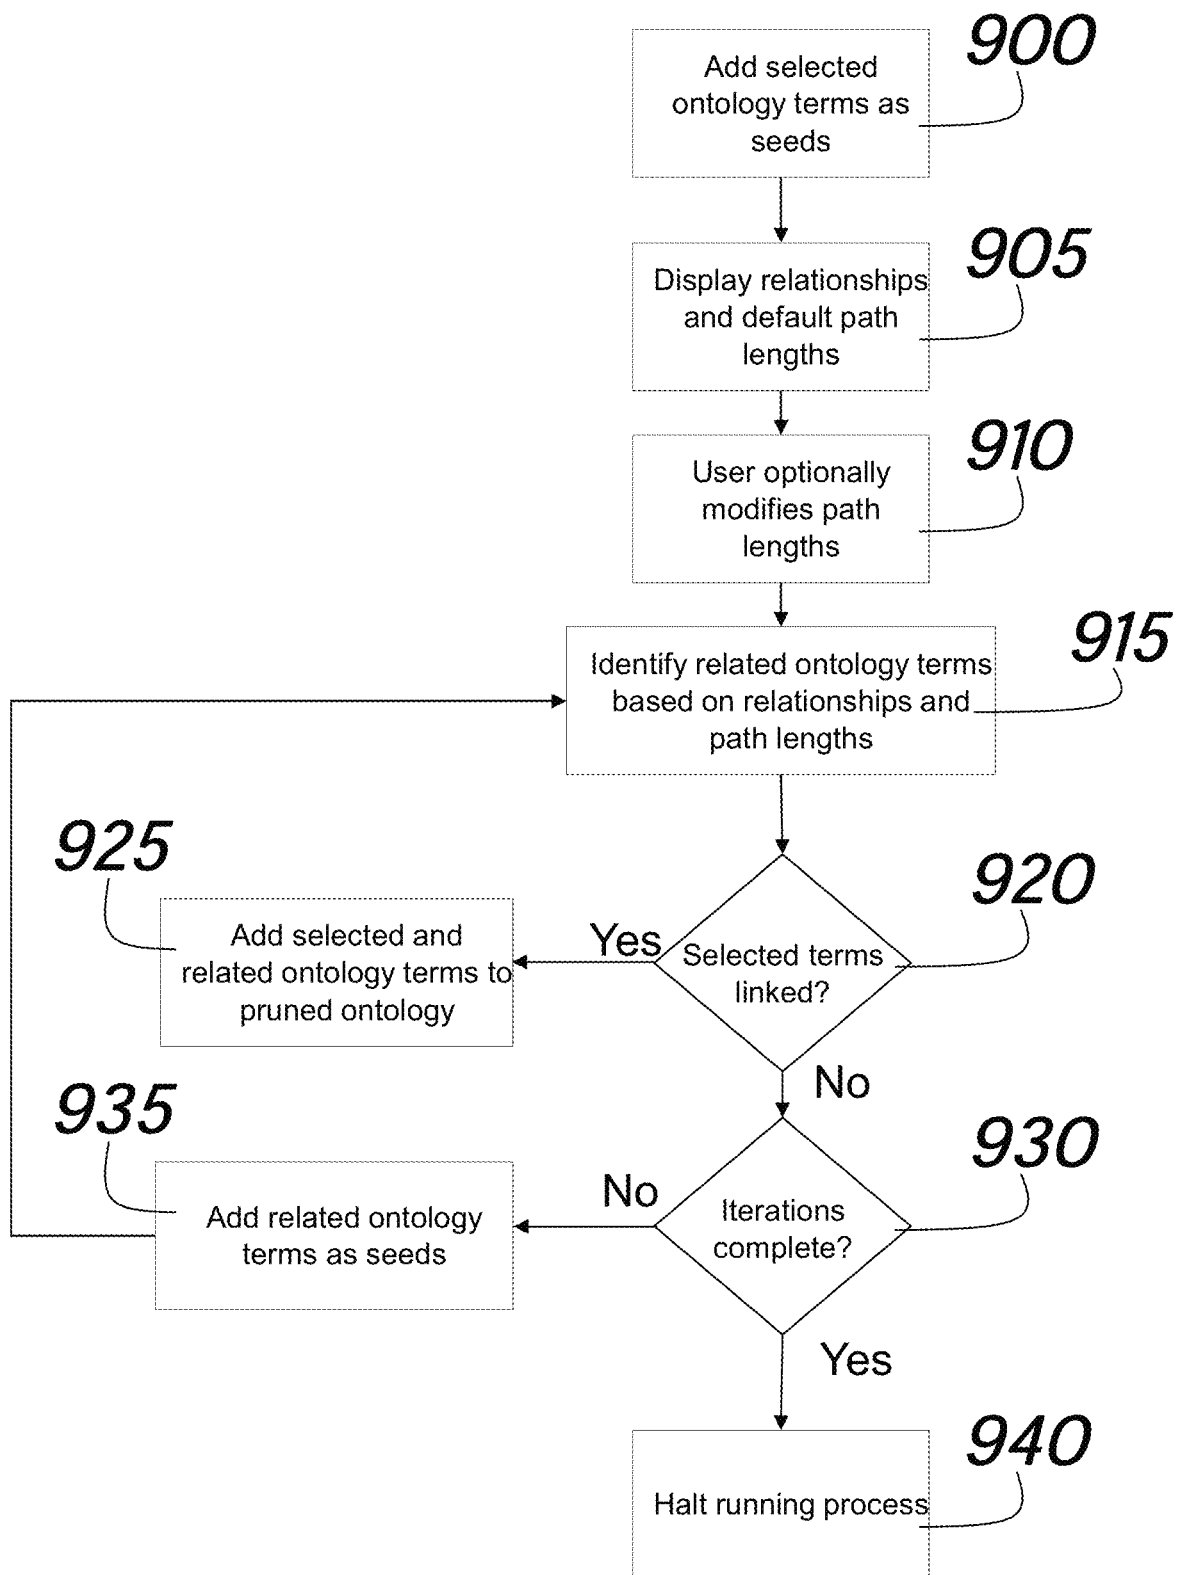 900
Add selected
ontology terms as
seeds
905
Display relationships
and default path
lengths
910
User optionally
modifies path
lengths
915
Identify related ontology terms
based on relationships and
path lengths
920
Selected terms
linked?
Yes
925
Add selected and
related ontology terms to
pruned ontology
No
930
Iterations
complete?
No
935
Add related ontology
terms as seeds
Yes
940
Halt running process